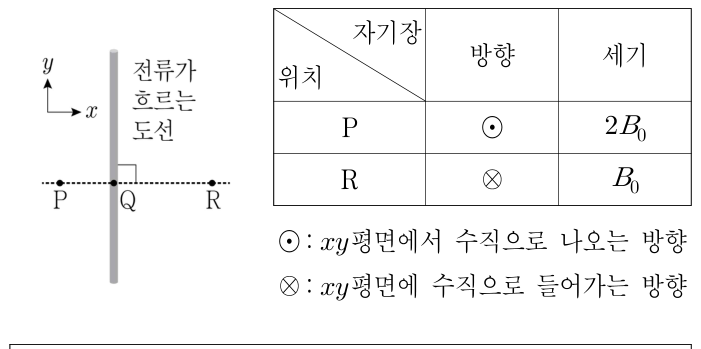 y
x
전류가
흐르는
도선
P
Q
R
자기장
위치
방향
세기
P
⊙
2B₀
R
⊗
B₀
⊙ : xy평면에서 수직으로 나오는 방향
⊗ : xy평면에 수직으로 들어가는 방향